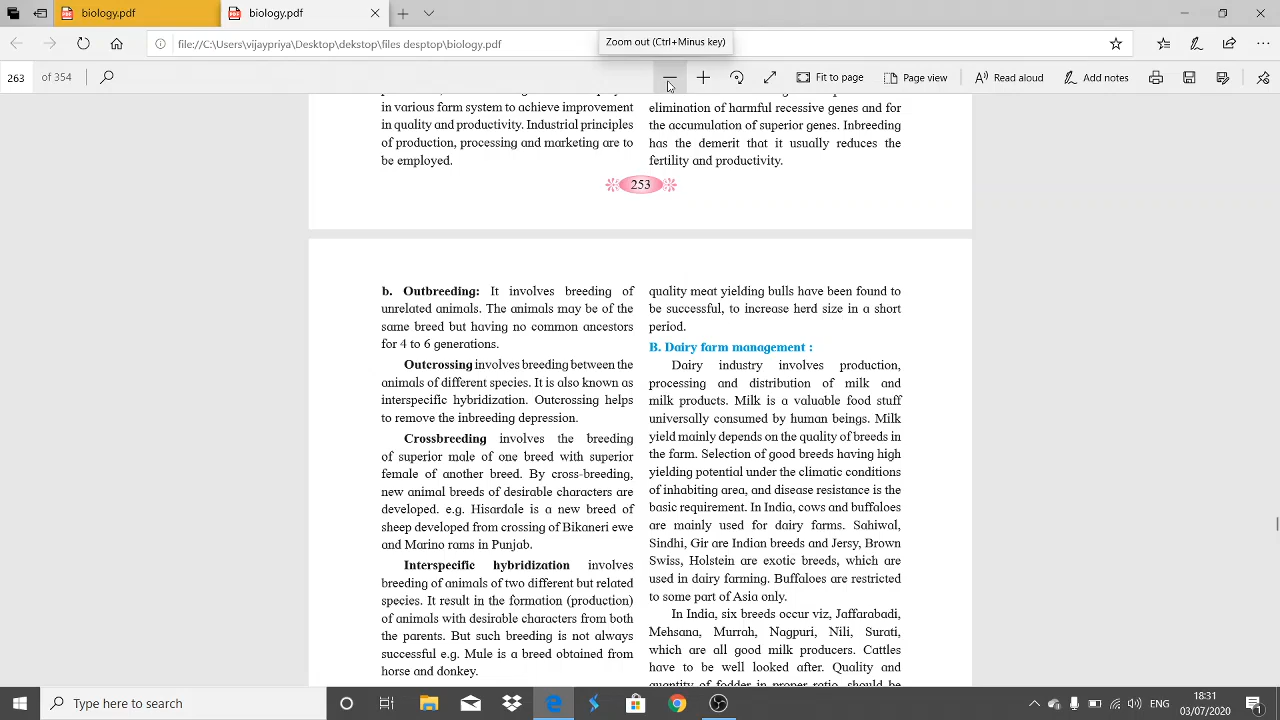 biology.pdf
biology.pdf
file://C:\Users\vijaypriya\Desktop\dekstop\files desptop\biology.pdf
Zoom out (Ctrl+Minus key)
263 of 354
Fit to page
Page view
Read aloud
Add notes
in various farm system to achieve improvement
in quality and productivity. Industrial principles
of production, processing and marketing are to
be employed.
elimination of harmful recessive genes and for
the accumulation of superior genes. Inbreeding
has the demerit that it usually reduces the
fertility and productivity.
253
b. Outbreeding: It involves breeding of
unrelated animals. The animals may be of the
same breed but having no common ancestors
for 4 to 6 generations.
Outcrossing involves breeding between the
animals of different species. It is also known as
interspecific hybridization. Outcrossing helps
to remove the inbreeding depression.
Crossbreeding involves the breeding
of superior male of one breed with superior
female of another breed. By cross-breeding,
new animal breeds of desirable characters are
developed. e.g. Hisardale is a new breed of
sheep developed from crossing of Bikaneri ewe
and Marino rams in Punjab.
Interspecific hybridization involves
breeding of animals of two different but related
species. It result in the formation (production)
of animals with desirable characters from both
the parents. But such breeding is not always
successful e.g. Mule is a breed obtained from
horse and donkey.
quality meat yielding bulls have been found to
be successful, to increase herd size in a short
period.
B. Dairy farm management :
Dairy industry involves production,
processing and distribution of milk and
milk products. Milk is a valuable food stuff
universally consumed by human beings. Milk
yield mainly depends on the quality of breeds in
the farm. Selection of good breeds having high
yielding potential under the climatic conditions
of inhabiting area, and disease resistance is the
basic requirement. In India, cows and buffaloes
are mainly used for dairy farms. Sahiwal,
Sindhi, Gir are Indian breeds and Jersy, Brown
Swiss, Holstein are exotic breeds, which are
used in dairy farming. Buffaloes are restricted
to some part of Asia only.
In India, six breeds occur viz, Jaffarabadi,
Mehsana, Murrah, Nagpuri, Nili, Surati,
which are all good milk producers. Cattles
have to be well looked after. Quality and
quantity of fodder in proper ratio, should be
Type here to search
ENG
18:31
03/07/2020